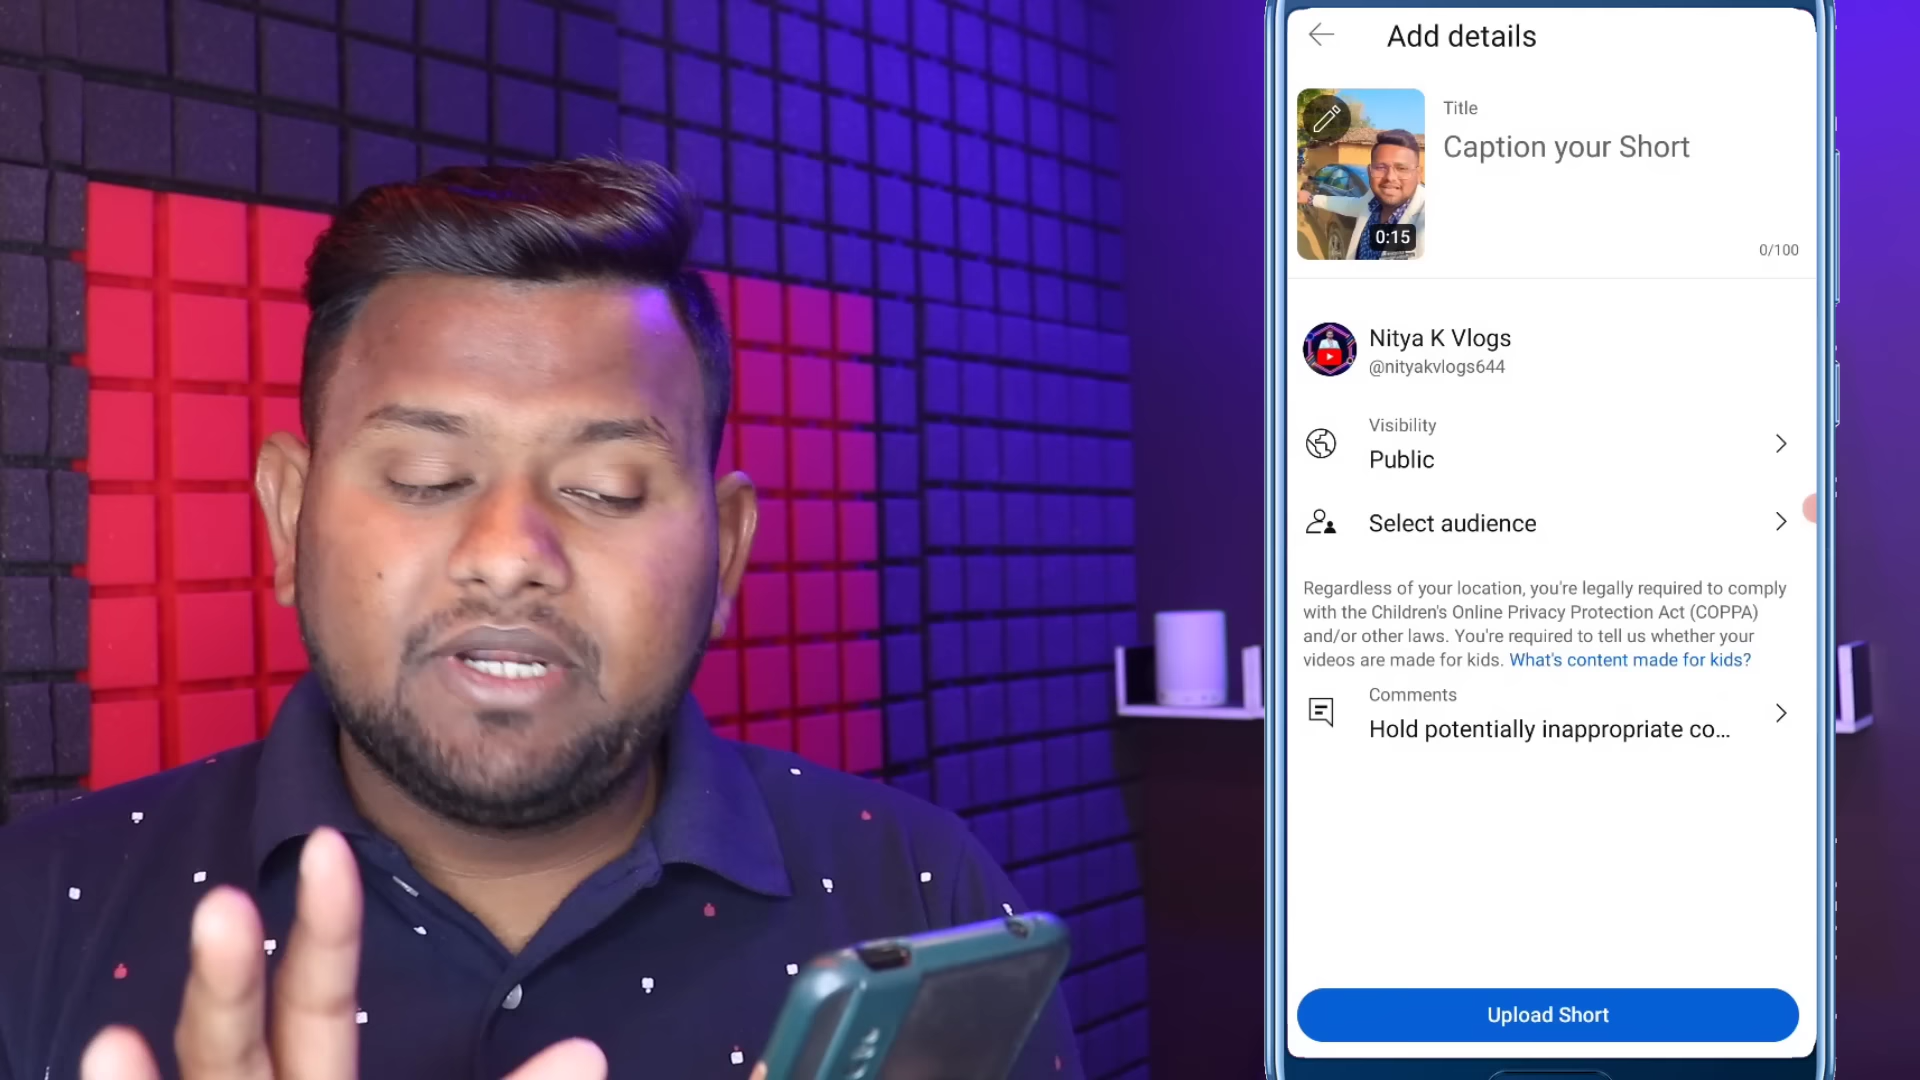 Add details
Title
Caption your Short
0:15
0/100
Nitya K Vlogs
@nityakvlogs644
Visibility
Public
Select audience
Regardless of your location, you're legally required to comply
with the Children's Online Privacy Protection Act (COPPA)
and/or other laws. You're required to tell us whether your
videos are made for kids. What's content made for kids?
Comments
Hold potentially inappropriate co...
Upload Short